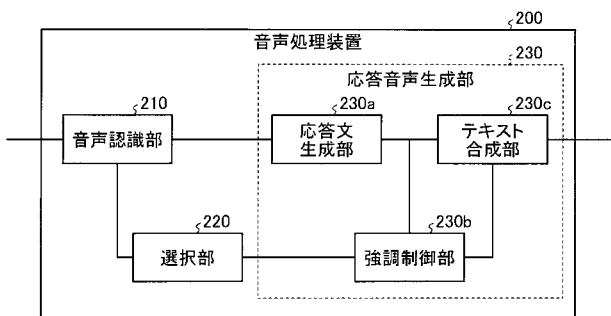 200
音声処理装置
230
応答音声生成部
210
230a
230c
音声認識部
応答文
生成部
テキスト
合成部
220
230b
選択部
強調制御部